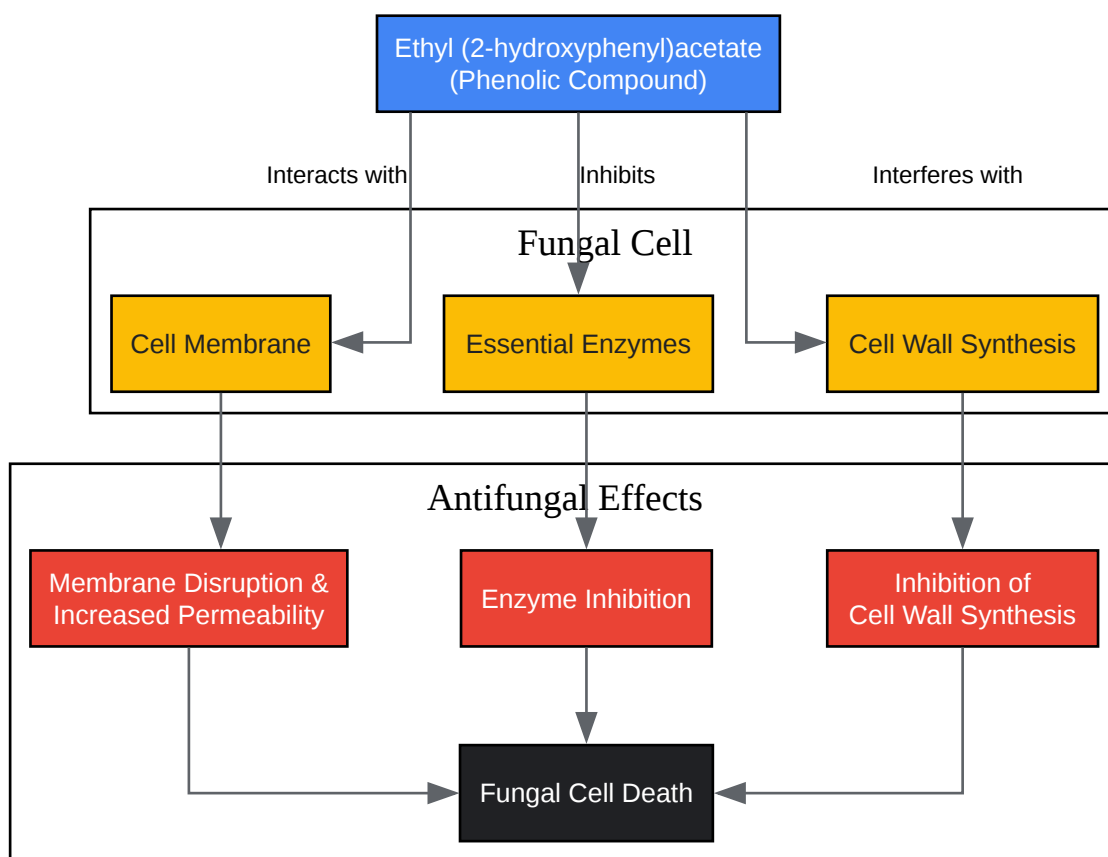 Ethyl (2-hydroxyphenyl)acetate
(Phenolic Compound)
Interacts with
Inhibits
Interferes with
Fungal Cell
Cell Membrane
Essential Enzymes
Cell Wall Synthesis
Antifungal Effects
Membrane Disruption &
Increased Permeability
Enzyme Inhibition
Inhibition of
Cell Wall Synthesis
Fungal Cell Death